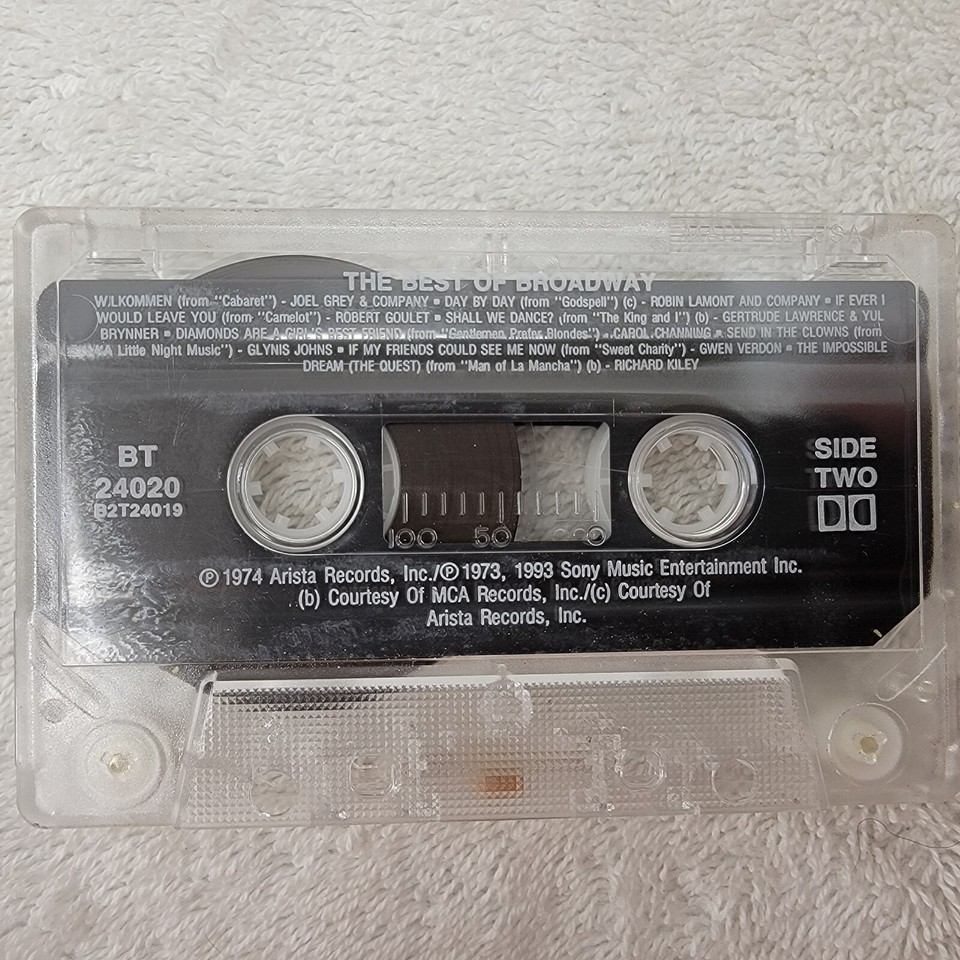 MADE IN USA
THE BEST OF BROADWAY
WILKOMMEN (from "Cabaret") - JOEL GREY & COMPANY ▪ DAY BY DAY (from "Godspell") (c) - ROBIN LAMONT AND COMPANY ▪ IF EVER I
WOULD LEAVE YOU (from "Camelot") - ROBERT GOULET ▪ SHALL WE DANCE? (from "The King and I") (b) - GERTRUDE LAWRENCE & YUL
BRYNNER ▪ DIAMONDS ARE A GIRL'S BEST FRIEND (from "Gentlemen Prefer Blondes") - CAROL CHANNING ▪ SEND IN THE CLOWNS (from
"A Little Night Music") - GLYNIS JOHNS ▪ IF MY FRIENDS COULD SEE ME NOW (from "Sweet Charity") - GWEN VERDON ▪ THE IMPOSSIBLE
DREAM (THE QUEST) (from "Man of La Mancha") (b) - RICHARD KILEY
BT
24020
B2T24019
SIDE
TWO
100 50 0
℗ 1974 Arista Records, Inc./℗ 1973, 1993 Sony Music Entertainment Inc.
(b) Courtesy Of MCA Records, Inc./(c) Courtesy Of
Arista Records, Inc.